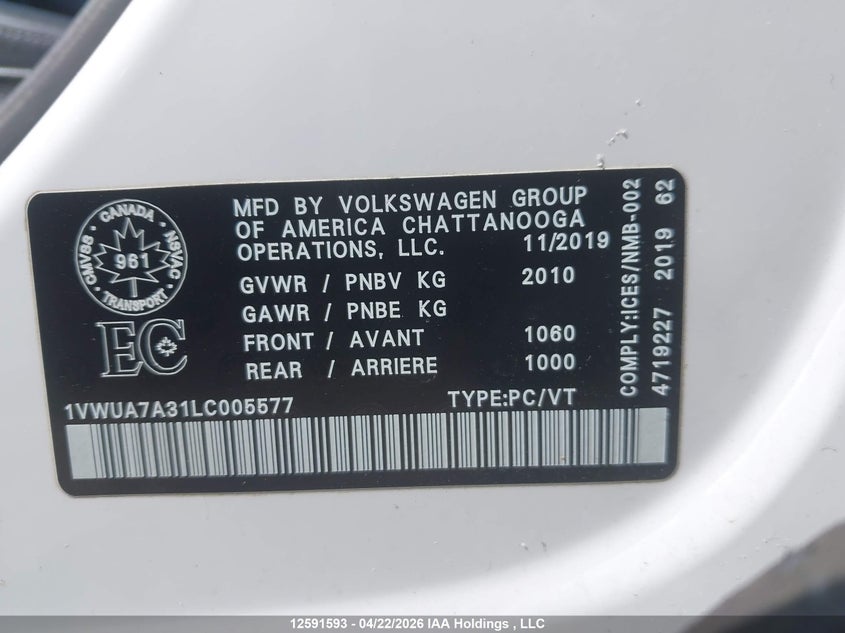 CANADA
CMVSS
NSVAC
961
TRANSPORT
EC
MFD BY VOLKSWAGEN GROUP
OF AMERICA CHATTANOOGA
OPERATIONS, LLC. 11/2019
GVWR / PNBV KG 2010
GAWR / PNBE KG
FRONT / AVANT 1060
REAR / ARRIERE 1000
1VWUA7A31LC005577 TYPE:PC/VT
COMPLY:ICES/NMB-002
4719227 2019 62
12591593 - 04/22/2026 IAA Holdings , LLC